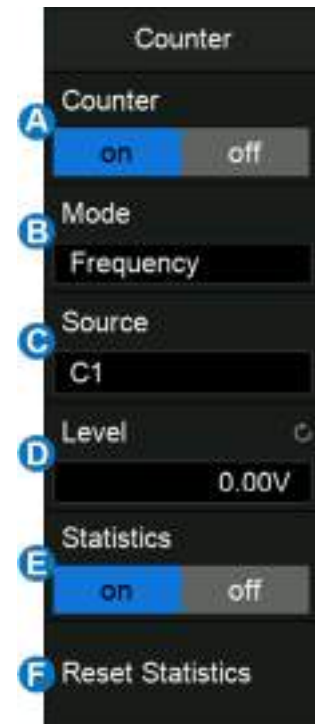 Counter
A Counter
on off
B Mode
Frequency
C Source
C1
D Level
0.00V
E Statistics
on off
F Reset Statistics